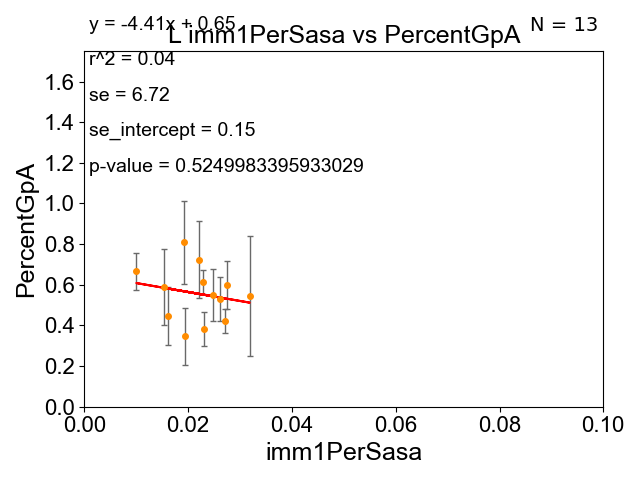 y = -4.41x + 0.65
N = 13
L imm1PerSasa vs PercentGpA
r^2 = 0.04
se = 6.72
se_intercept = 0.15
p-value = 0.5249983395933029
PercentGpA
1.6
1.4
1.2
1.0
0.8
0.6
0.4
0.2
0.0
0.00 0.02 0.04 0.06 0.08 0.10
imm1PerSasa